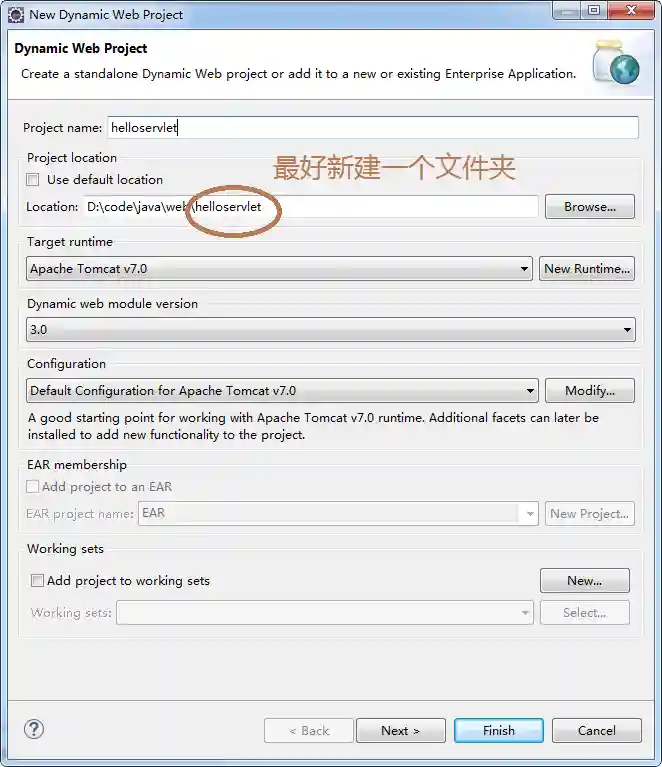 New Dynamic Web Project
Dynamic Web Project
Create a standalone Dynamic Web project or add it to a new or existing Enterprise Application.
Project name: helloservlet
Project location
最好新建一个文件夹
Use default location
Location: D:\code\java\web\helloservlet Browse...
Target runtime
Apache Tomcat v7.0 New Runtime...
Dynamic web module version
3.0
Configuration
Default Configuration for Apache Tomcat v7.0 Modify...
A good starting point for working with Apache Tomcat v7.0 runtime. Additional facets can later be
installed to add new functionality to the project.
EAR membership
Add project to an EAR
EAR project name: EAR New Project...
Working sets
Add project to working sets New...
Working sets: Select...
? < Back Next > Finish Cancel